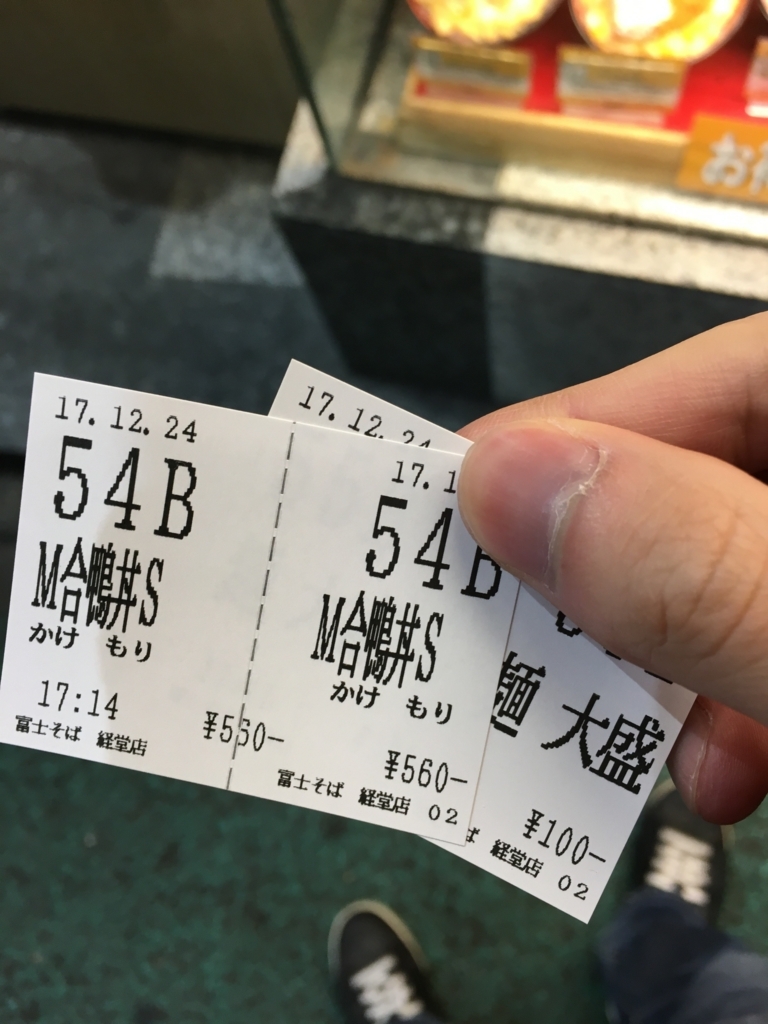 17.12.24
54B
M合鴨丼S
かけ もり
17:14
¥560-
富士そば 経堂店
17.1
54B
M合鴨丼S
かけ もり
¥560-
富士そば 経堂店 02
17.12.24
麺 大盛
¥100-
ば 経堂店 02